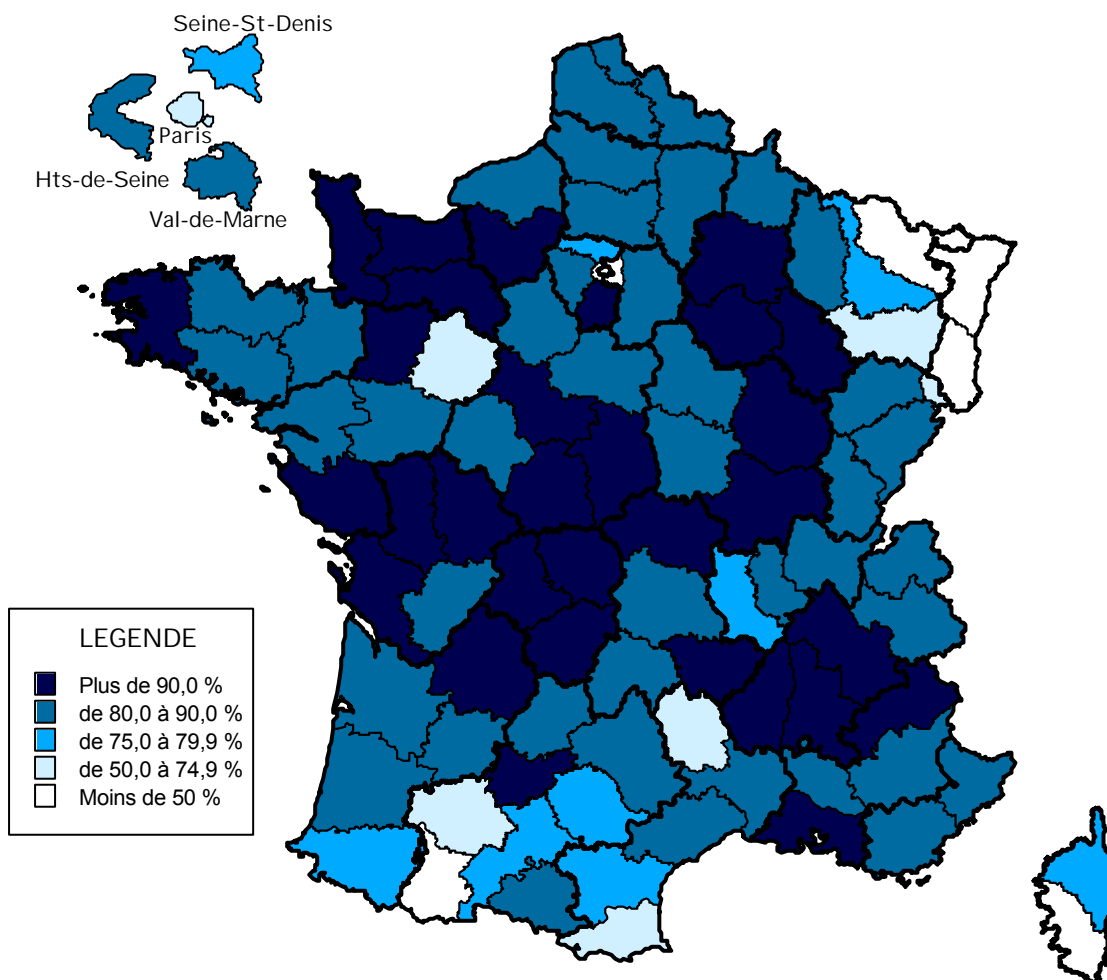 Seine-St-Denis
Paris
Hts-de-Seine
Val-de-Marne
LEGENDE
Plus de 90,0 %
de 80,0 à 90,0 %
de 75,0 à 79,9 %
de 50,0 à 74,9 %
Moins de 50 %